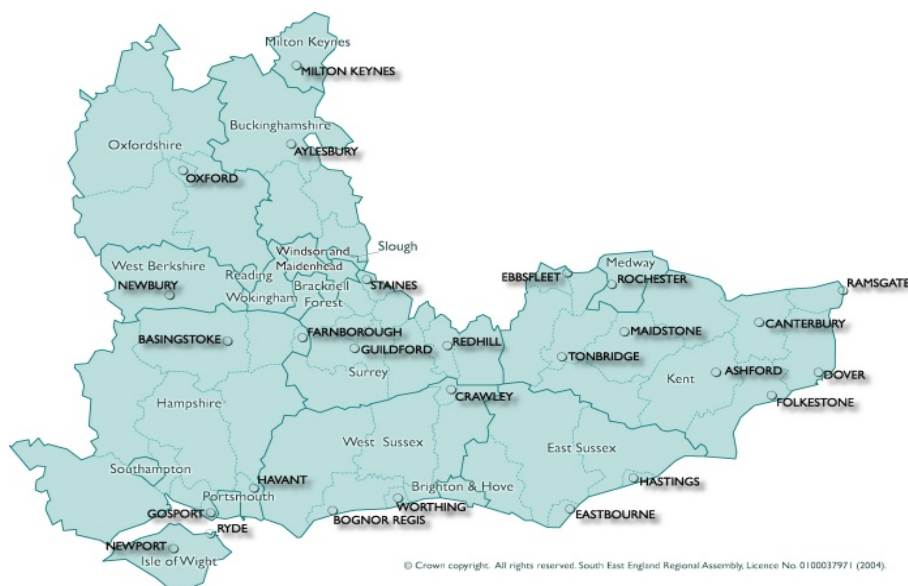 Milton Keynes
MILTON KEYNES
Buckinghamshire
Oxfordshire
AYLESBURY
OXFORD
Slough
Windson and
Maidenhead
West Berkshire
Reading
Medway
EBBSFLEET
ROCHESTER
STAINES
RAMSGATE
NEWBURY
Bracknell
Forest
Wokingham
CANTERBURY
FARNBOROUGH
MAIDSTONE
BASINGSTOKE
GUILDFORD
REDHILL
TONBRIDGE
Surrey
Kent
ASHFORD
DOVER
CRAWLEY
FOLKESTONE
Hampshire
West Sussex
East Sussex
Southampton
HAVANT
HASTINGS
Brighton & Hove
Portsmouth
WORTHING
GOSPORT
BOGNOR REGIS
EASTBOURNE
RYDE
NEWPORT
Isle of Wight
© Crown copyright. All rights reserved. South East England Regional Assembly, Licence No. 0100037971 (2004).